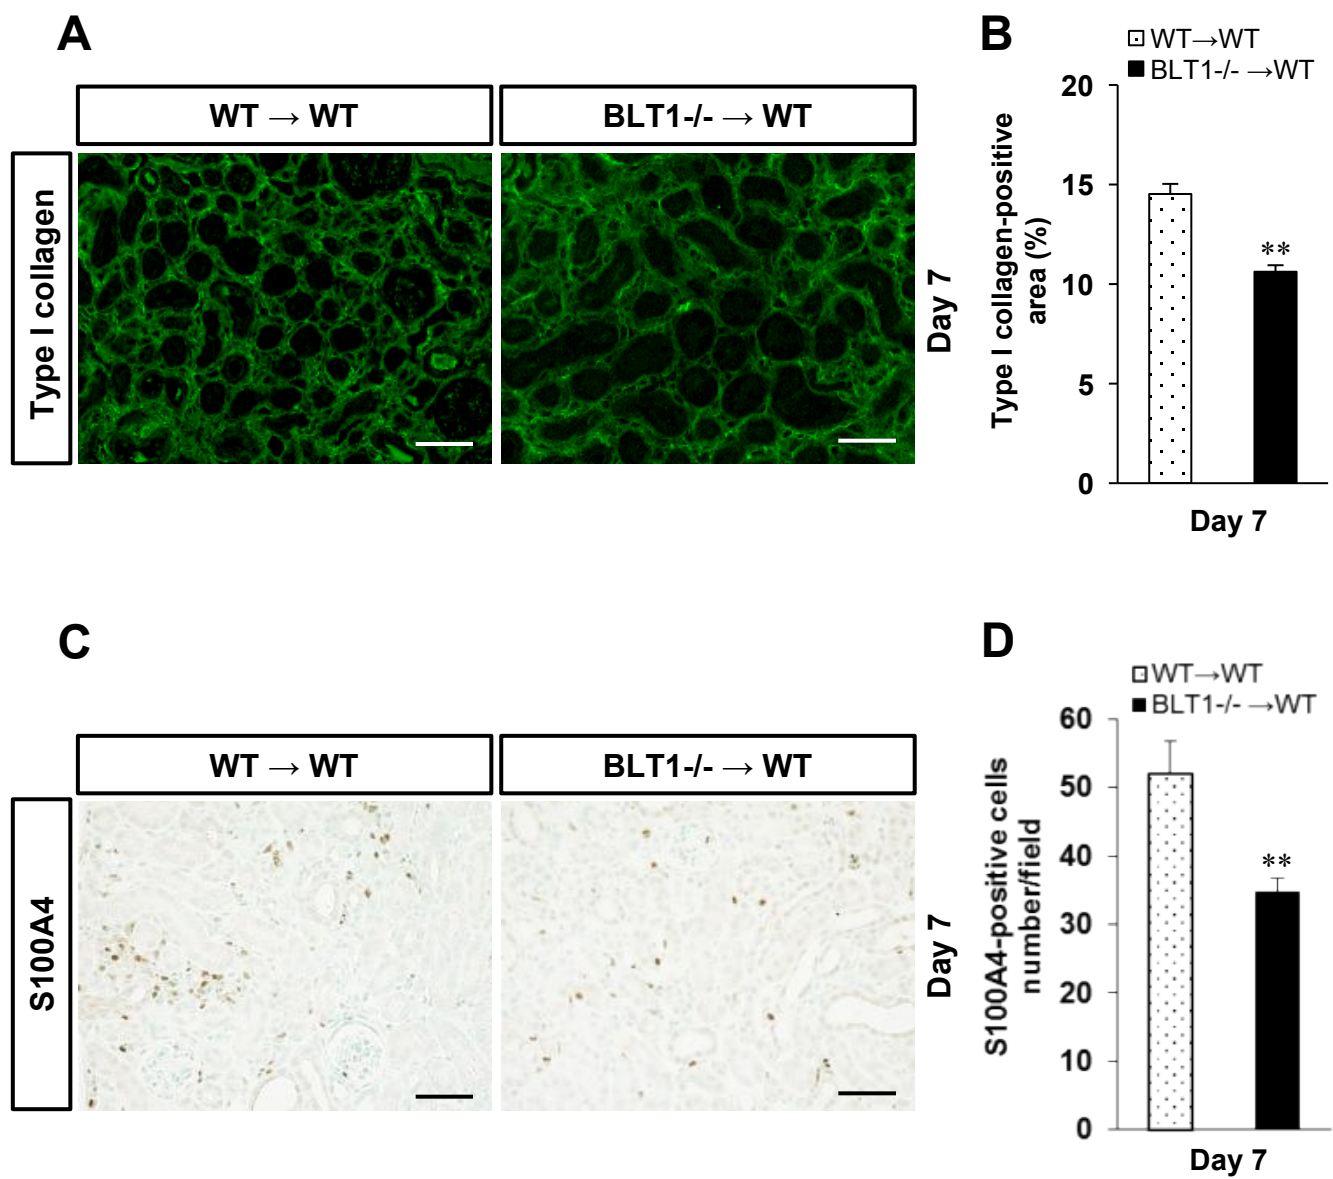 A
WT → WT
BLT1-/- → WT
Type I collagen
Day 7
B
WT→WT
BLT1-/- →WT
Type I collagen-positive
area (%)
20
15
10
5
0
**
Day 7
C
WT → WT
BLT1-/- → WT
S100A4
Day 7
D
WT→WT
BLT1-/- →WT
S100A4-positive cells
number/field
60
50
40
30
20
10
0
**
Day 7